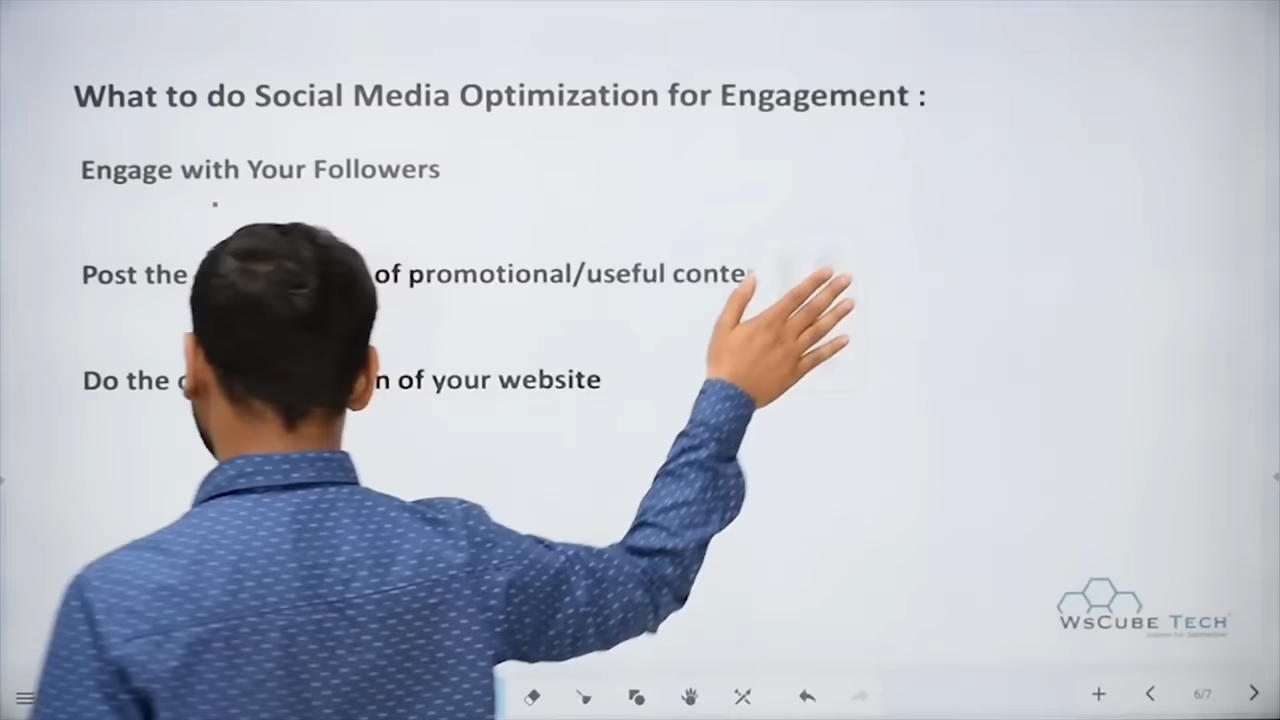 What to do Social Media Optimization for Engagement :
Engage with Your Followers
Post the of promotional/useful
Do the of your website
WSCUBE TECH
6/7